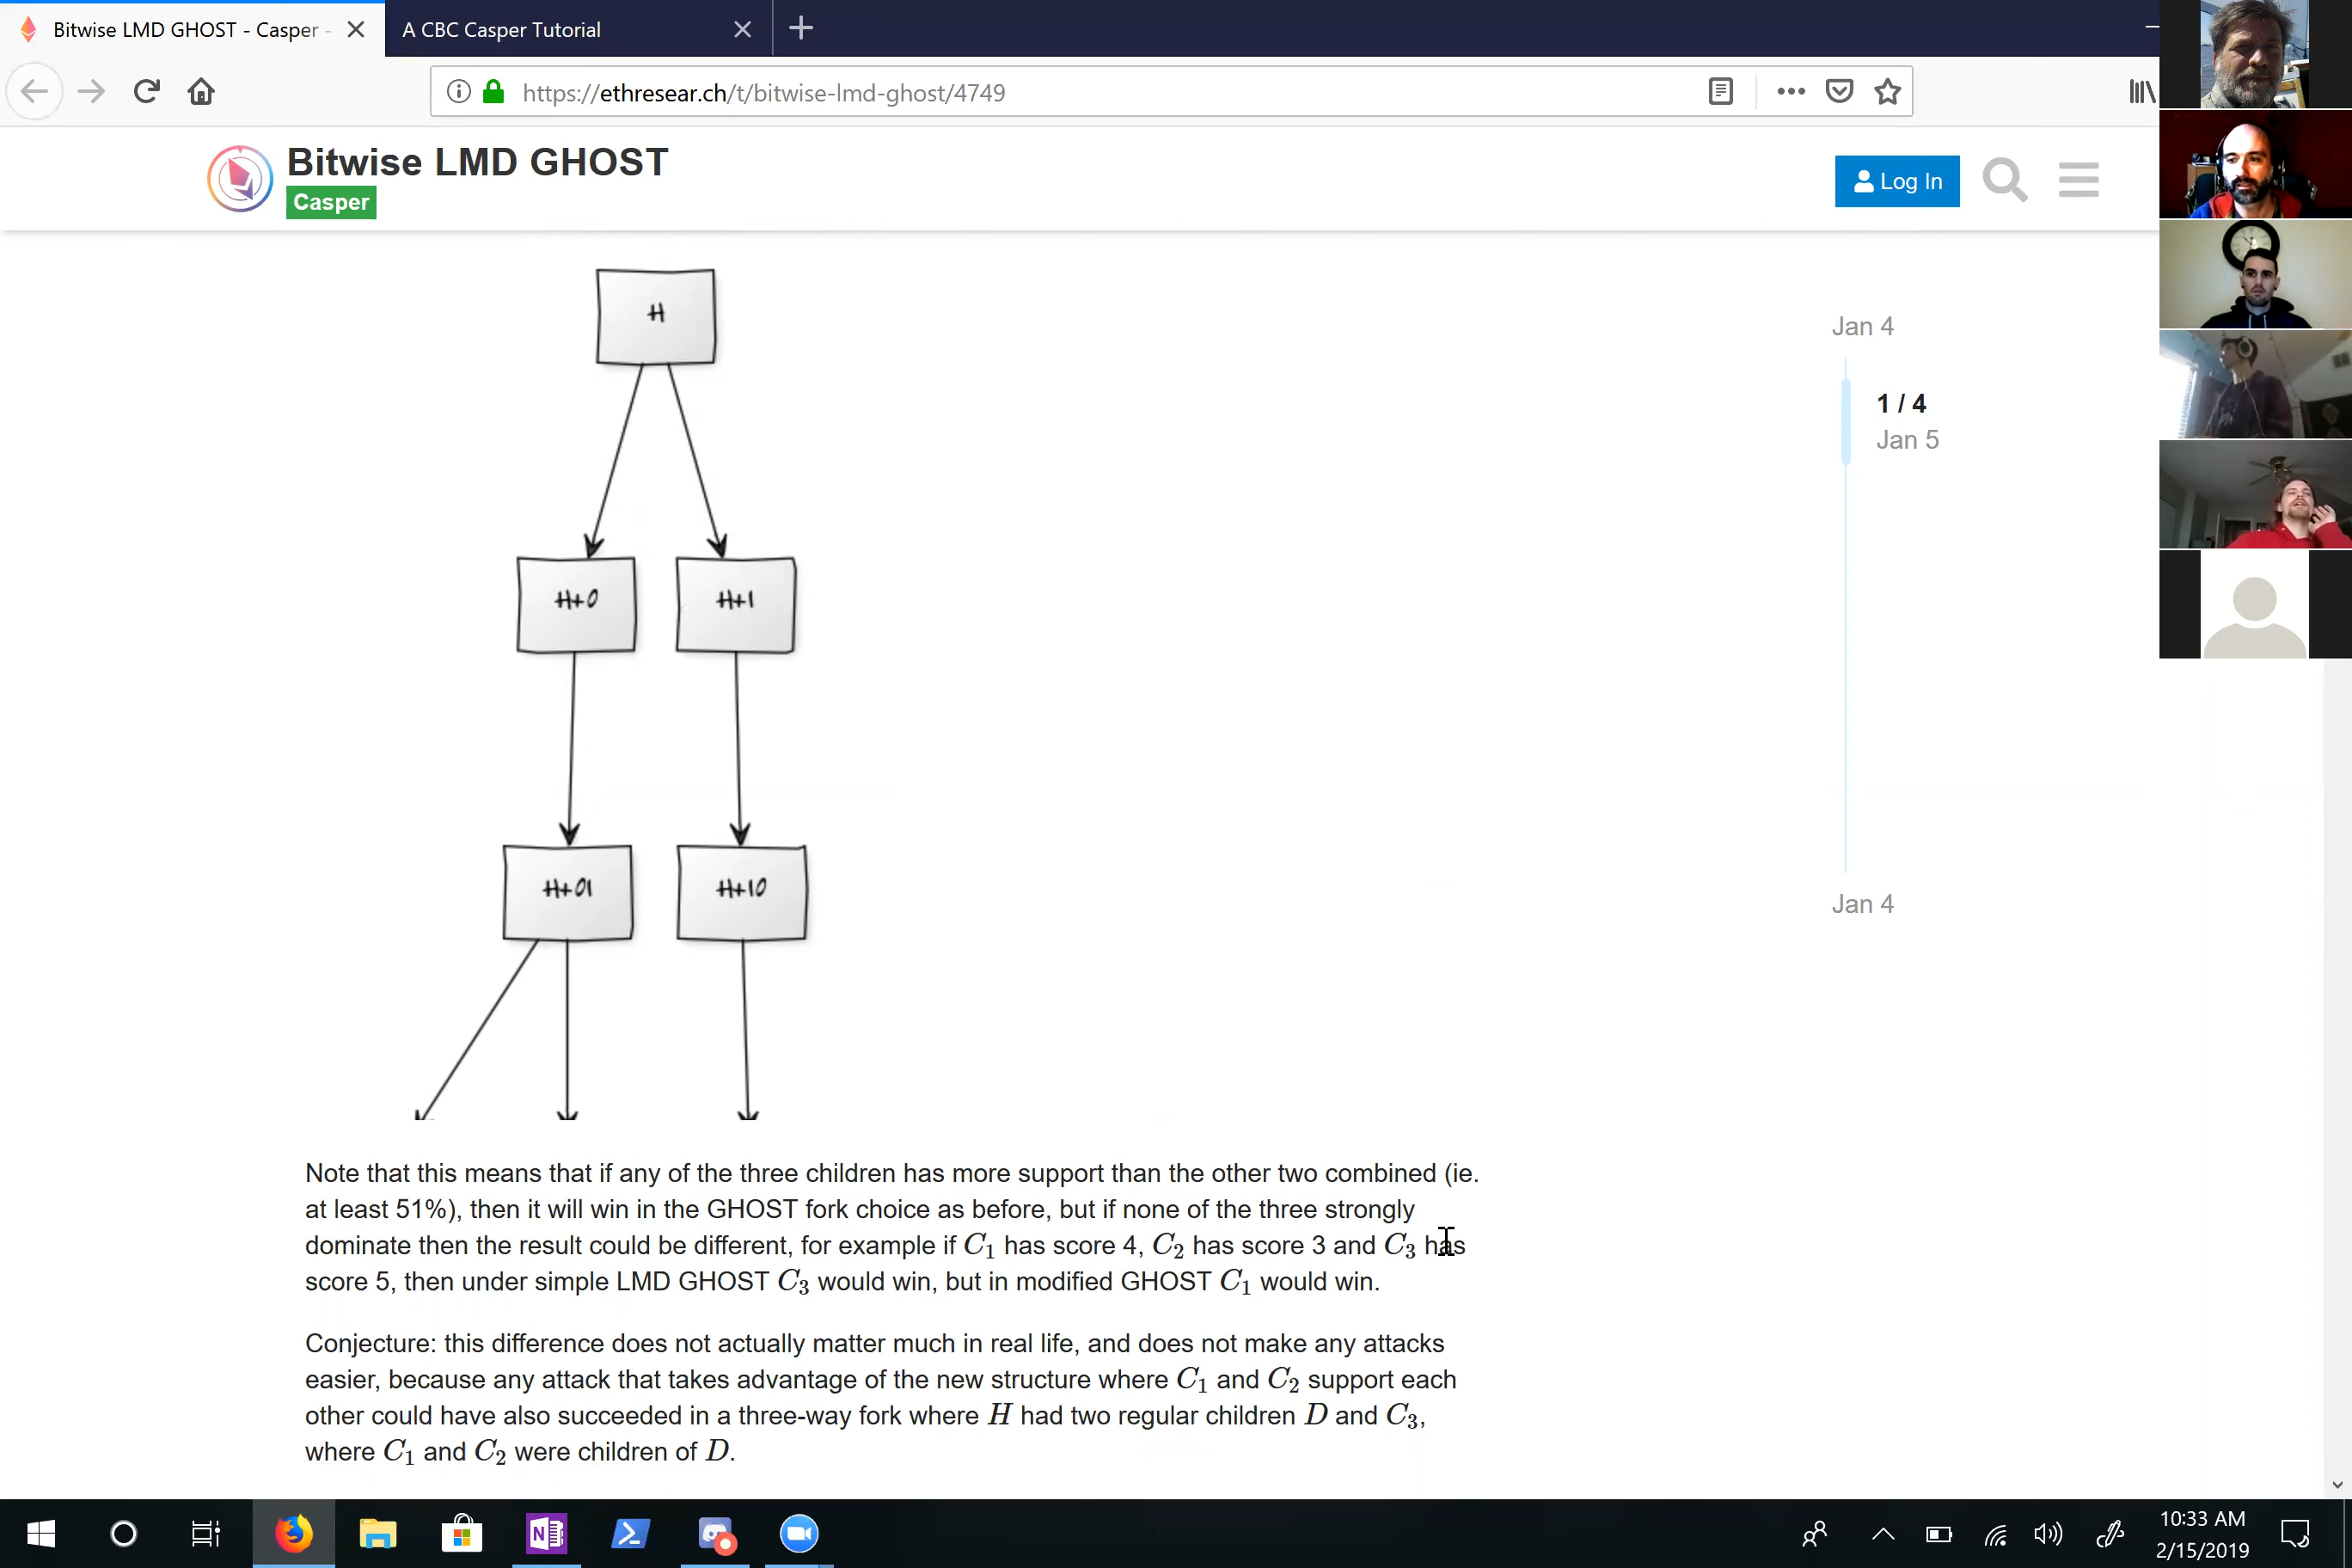 Bitwise LMD GHOST - Casper -
A CBC Casper Tutorial
https://ethresear.ch/t/bitwise-lmd-ghost/4749
Bitwise LMD GHOST
Casper
Log In
H
Jan 4
1 / 4
Jan 5
H+0
H+1
H+01
H+10
Jan 4
Note that this means that if any of the three children has more support than the other two combined (ie.
at least 51%), then it will win in the GHOST fork choice as before, but if none of the three strongly
dominate then the result could be different, for example if C₁ has score 4, C₂ has score 3 and C₃ has
score 5, then under simple LMD GHOST C₃ would win, but in modified GHOST C₁ would win.
Conjecture: this difference does not actually matter much in real life, and does not make any attacks
easier, because any attack that takes advantage of the new structure where C₁ and C₂ support each
other could have also succeeded in a three-way fork where H had two regular children D and C₃,
where C₁ and C₂ were children of D.
10:33 AM
2/15/2019